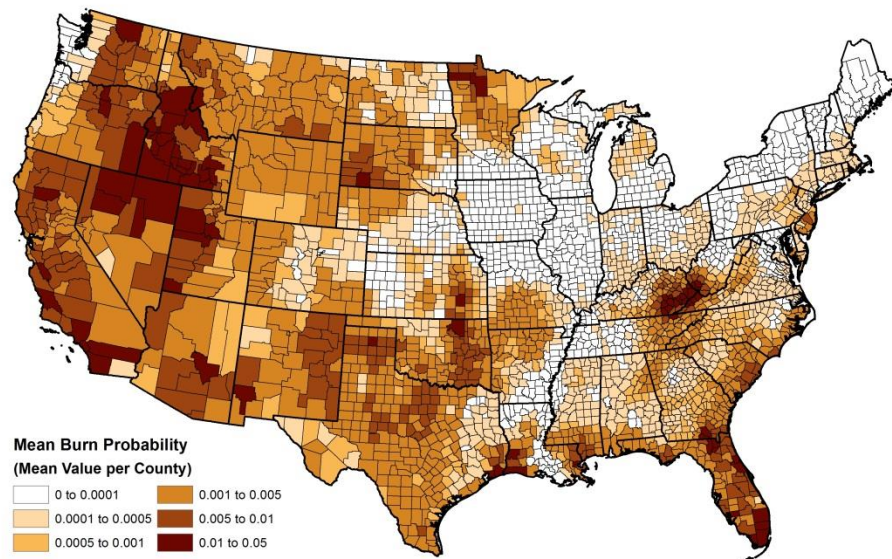 Mean Burn Probability
(Mean Value per County)
0 to 0.0001
0.0001 to 0.0005
0.0005 to 0.001
0.001 to 0.005
0.005 to 0.01
0.01 to 0.05